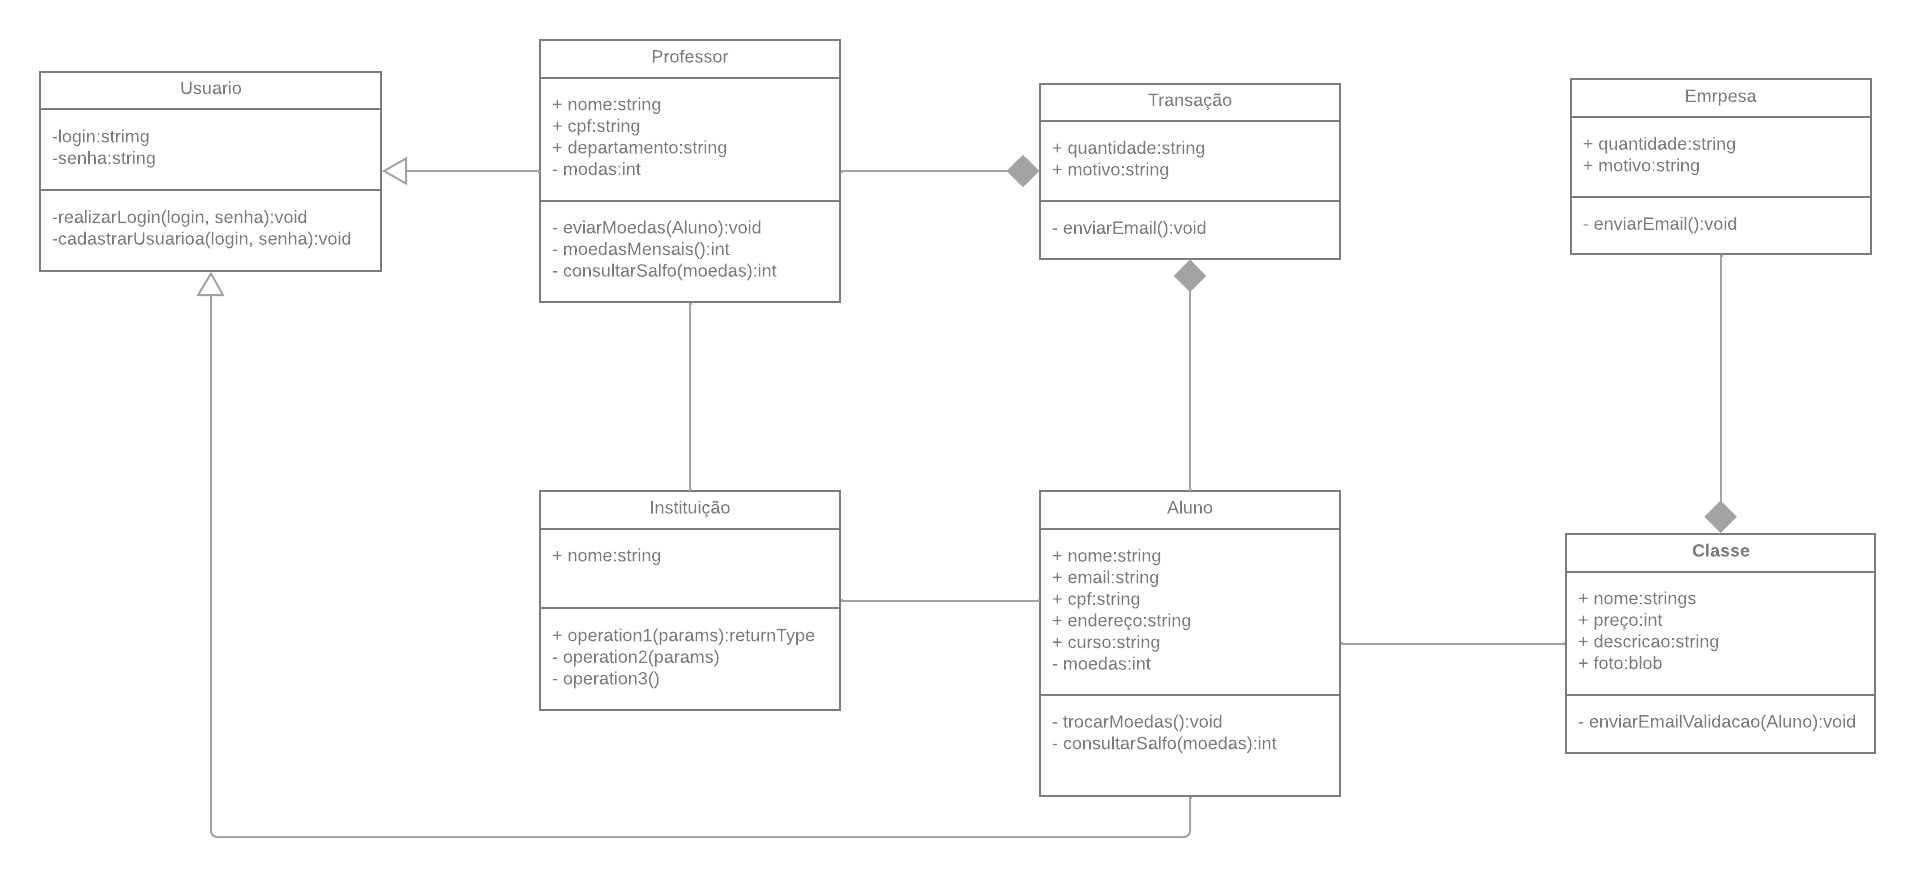 Usuario
-login:strimg
-senha:string
-realizarLogin(login, senha):void
-cadastrarUsuarioa(login, senha):void
Professor
+ nome:string
+ cpf:string
+ departamento:string
- modas:int
- eviarMoedas(Aluno):void
- moedasMensais():int
- consultarSalfo(moedas):int
Transação
+ quantidade:string
+ motivo:string
- enviarEmail():void
Emrpesa
+ quantidade:string
+ motivo:string
- enviarEmail():void
Instituição
+ nome:string
+ operation1(params):returnType
- operation2(params)
- operation3()
Aluno
+ nome:string
+ email:string
+ cpf:string
+ endereço:string
+ curso:string
- moedas:int
- trocarMoedas():void
- consultarSalfo(moedas):int
Classe
+ nome:strings
+ preço:int
+ descricao:string
+ foto:blob
- enviarEmailValidacao(Aluno):void